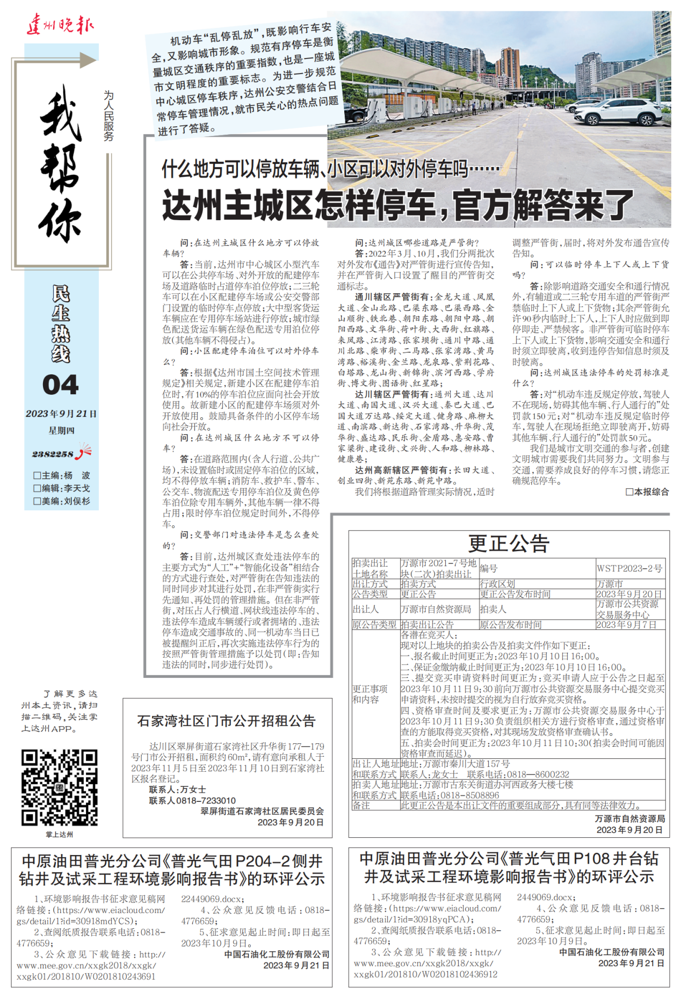 达州晚报
我帮你
为人民服务
民生热线
04
2023年9月21日
星期四
2382258
□主编:杨 波
□编辑:李天戈
□美编:刘俣杉
了解更多达
州本土资讯,请扫
描二维码,关注掌
上达州APP。
掌上达州
机动车“乱停乱放”,既影响行车安
全,又影响城市形象。规范有序停车是衡
量城区交通秩序的重要指数,也是一座城
市文明程度的重要标志。为进一步规范
中心城区停车秩序,达州公安交警结合日
常停车管理情况,就市民关心的热点问题
进行了答疑。
什么地方可以停放车辆、小区可以对外停车吗……
达州主城区怎样停车,官方解答来了
问:在达州主城区什么地方可以停放
车辆?
答:当前,达州市中心城区小型汽车
可以在公共停车场、对外开放的配建停车
场及道路临时占道停车泊位停放;二三轮
车可以在小区配建停车场或公安交警部
门设置的临时停车点停放;大中型客货运
车辆应在专用停车场站进行停放;城市绿
色配送货运车辆在绿色配送专用泊位停
放(其他车辆不得侵占)。
问:小区配建停车泊位可以对外停车
么?
答:根据《达州市国土空间技术管理
规定》相关规定,新建小区在配建停车泊
位时,有10%的停车泊位应面向社会开放
使用。故新建小区的配建停车场须对外
开放使用。鼓励具备条件的小区停车场
向社会开放。
问:在达州城区什么地方不可以停
车?
答:在道路范围内(含人行道、公共广
场),未设置临时或固定停车泊位的区域,
均不得停放车辆;消防车、救护车、警车、
公交车、物流配送专用停车泊位及黄色停
车泊位除专用车辆外,其他车辆一律不得
占用;限时停车泊位规定时间外,不得停
车。
问:交警部门对违法停车是怎么查处
的?
答:目前,达州城区查处违法停车的
主要方式为“人工”+“智能化设备”相结合
的方式进行查处,对严管街在告知违法的
同时同步对其进行处罚,在非严管街实行
先通知、再处罚的管理措施。但在非严管
街,对压占人行横道、网状线违法停车的、
违法停车造成车辆缓行或者拥堵的、违法
停车造成交通事故的、同一机动车当日已
被提醒纠正后,再次实施违法停车行为的
按照严管街管理措施予以处罚(即:告知
违法的同时,同步进行处罚)。
问:达州城区哪些道路是严管街?
答:2022年3月、10月,我们分两批次
对外发布《通告》对严管街进行宣传告知,
并在严管街入口设置了醒目的严管街交
通标志。
通川辖区严管街有:金龙大道、凤凰
大道、金山北路、巴渠东路、巴渠西路、金
山顺街、铁北巷、朝阳东路、朝阳中路、朝
阳西路、文华街、荷叶街、大西街、红旗路、
来凤路、江湾路、张家坝街、通川中路、通
川北路、柴市街、二马路、张家湾路、黄马
湾路、裕溪街、金兰路、龙泉路、紫荆花路、
白塔路、龙山街、新锦街、滨河西路、学府
街、博文街、图语街、红星路;
达川辖区严管街有:通州大道、达川
大道、南国大道、汉兴大道、秦巴大道、巴
国大道万达路、绥定大道、健身路、麻柳大
道、南滨路、新达街、石家湾路、升华街、茂
华街、盛达路、民乐街、金盾路、惠安路、曹
家梁街、建设街、文兴街、人和路、柳林路、
健康巷;
达州高新辖区严管街有:长田大道、
创业四街、新苑东路、新苑中路。
我们将根据道路管理实际情况,适时
调整严管街,届时,将对外发布通告宣传
告知。
问:可以临时停车上下人或上下货
吗?
答:除影响道路交通安全和通行情况
外,有辅道或二三轮专用车道的严管街严
禁临时上下人或上下货物;其余严管街允
许90秒内临时上下人,上下人时应做到即
停即走、严禁候客。非严管街可临时停车
上下人或上下货物,影响交通安全和通行
时须立即驶离,收到违停告知信息时须及
时驶离。
问:达州城区违法停车的处罚标准是
什么?
答:对“机动车违反规定停放,驾驶人
不在现场,妨碍其他车辆、行人通行的”处
罚款150元;对“机动车违反规定临时停
车,驾驶人在现场拒绝立即驶离开,妨碍
其他车辆、行人通行的”处罚款50元。
我们是城市文明交通的参与者,创建
文明城市需要我们共同努力。文明参与
交通,需要养成良好的停车习惯,请您正
确规范停车。
□本报综合
更正公告
拍卖出让
土地名称
万源市2021-7号地
块(二次)拍卖出让
编号
WSTP2023-2号
出让方式 拍卖方式 行政区划 万源市
公告类型 更正公告 更正公告发布时间 2023年9月20日
出让人 万源市自然资源局 拍卖人
万源市公共资源
交易服务中心
原公告类型 拍卖出让公告 原公告发布时间 2023年9月7日
更正事项
和内容
各潜在竞买人:
现对以上地块的拍卖公告及拍卖文件作如下更正:
一、报名截止时间更正为:2023年10月10日16:00。
二、保证金缴纳截止时间更正为:2023年10月10日16:00。
三、提交竞买申请资料时间更正为:竞买申请人应于公告之日起至
2023年10月11日9:30前向万源市公共资源交易服务中心提交竞买
申请资料,未按时提交的视为自行放弃竞买资格。
四、资格审查时间及要求更正为:万源市公共资源交易服务中心于
2023年10月11日9:30负责组织相关方进行资格审查,通过资格审
查的方能取得竞买资格,对其现场发放资格审查确认书。
五、拍卖会时间更正为:2023年10月11日10:30(拍卖会时间可能因
资格审查而延迟)。
出让人地址
和联系方式
地址:万源市秦川大道157号
联系人:龙女士 联系电话:0818—8600232
拍卖人地址
和联系方式
地址:万源市古东关街道办河西政务大楼七楼
联系电话:0818-8508896
备注 此更正公告是本出让文件的重要组成部分,具有同等法律效力。
万源市自然资源局
2023年9月20日
石家湾社区门市公开招租公告
达川区翠屏街道石家湾社区升华街177—179
号门市公开招租,面积约60m²,请有意向承租人于
2023年11月5日至2023年11月10日到石家湾社
区报名登记。
联系人:万女士
联系人0818-7233010
翠屏街道石家湾社区居民委员会
2023年9月20日
中原油田普光分公司《普光气田P204-2侧井
钻井及试采工程环境影响报告书》的环评公示
1、环境影响报告书征求意见稿网
络链接:(https://www.eiacloud.com/
gs/detail/1?id=30918mdYCS);
2、查阅纸质报告联系电话:0818-
4776659;
3、公众意见下载链接:http://
www.mee.gov.cn/xxgk2018/xxgk/
xxgk01/201810/W0201810243691
22449069.docx;
4、公众意见反馈电话:0818-
4776659;
5、征求意见起止时间:即日起至
2023年10月9日。
中国石油化工股份有限公司
2023年9月21日
中原油田普光分公司《普光气田P108井台钻
井及试采工程环境影响报告书》的环评公示
1、环境影响报告书征求意见稿网
络链接:(https://www.eiacloud.com/
gs/detail/1?id=30918yqPCA);
2、查阅纸质报告联系电话:0818-
4776659;
3、公众意见下载链接:http://
www.mee.gov.cn/xxgk2018/xxgk/
xxgk01/201810/W02018102436912
2449069.docx;
4、公众意见反馈电话:0818-
4776659;
5、征求意见起止时间:即日起至
2023年10月9日。
中国石油化工股份有限公司
2023年9月21日